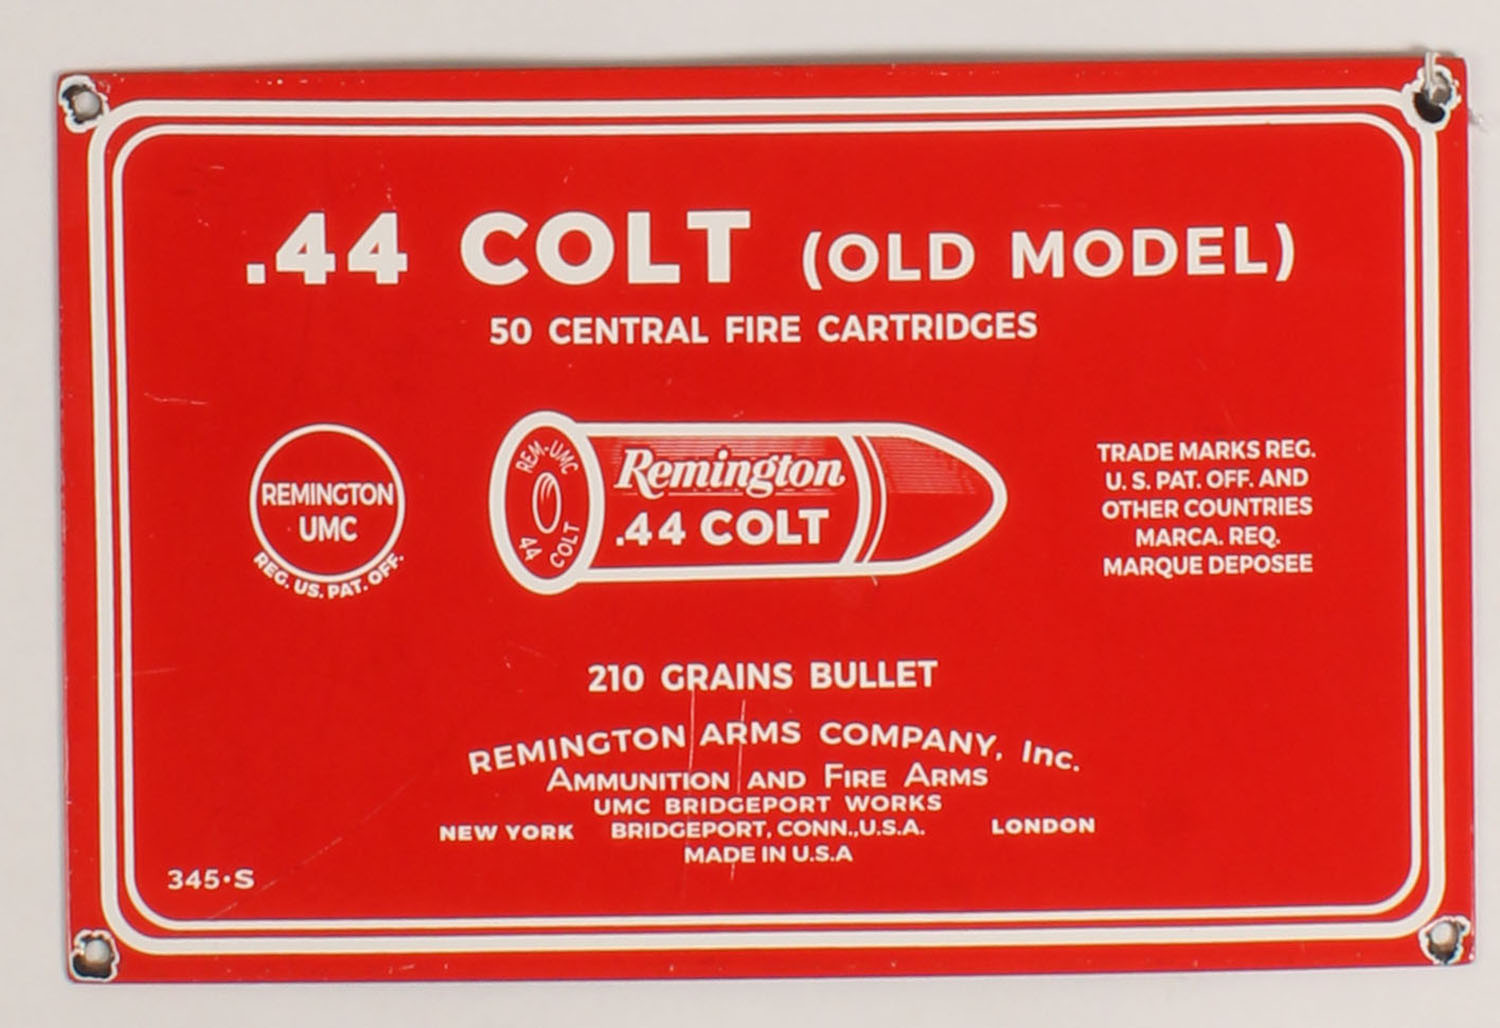 .44 COLT (OLD MODEL)
50 CENTRAL FIRE CARTRIDGES
REMINGTON
UMC
REG. US. PAT. OFF.
REM-UMC
44 COLT
Remington
.44 COLT
TRADE MARKS REG.
U. S. PAT. OFF. AND
OTHER COUNTRIES
MARCA. REQ.
MARQUE DEPOSEE
210 GRAINS BULLET
REMINGTON ARMS COMPANY, Inc.
AMMUNITION AND FIRE ARMS
UMC BRIDGEPORT WORKS
NEW YORK BRIDGEPORT, CONN.,U.S.A. LONDON
MADE IN U.S.A
345·S